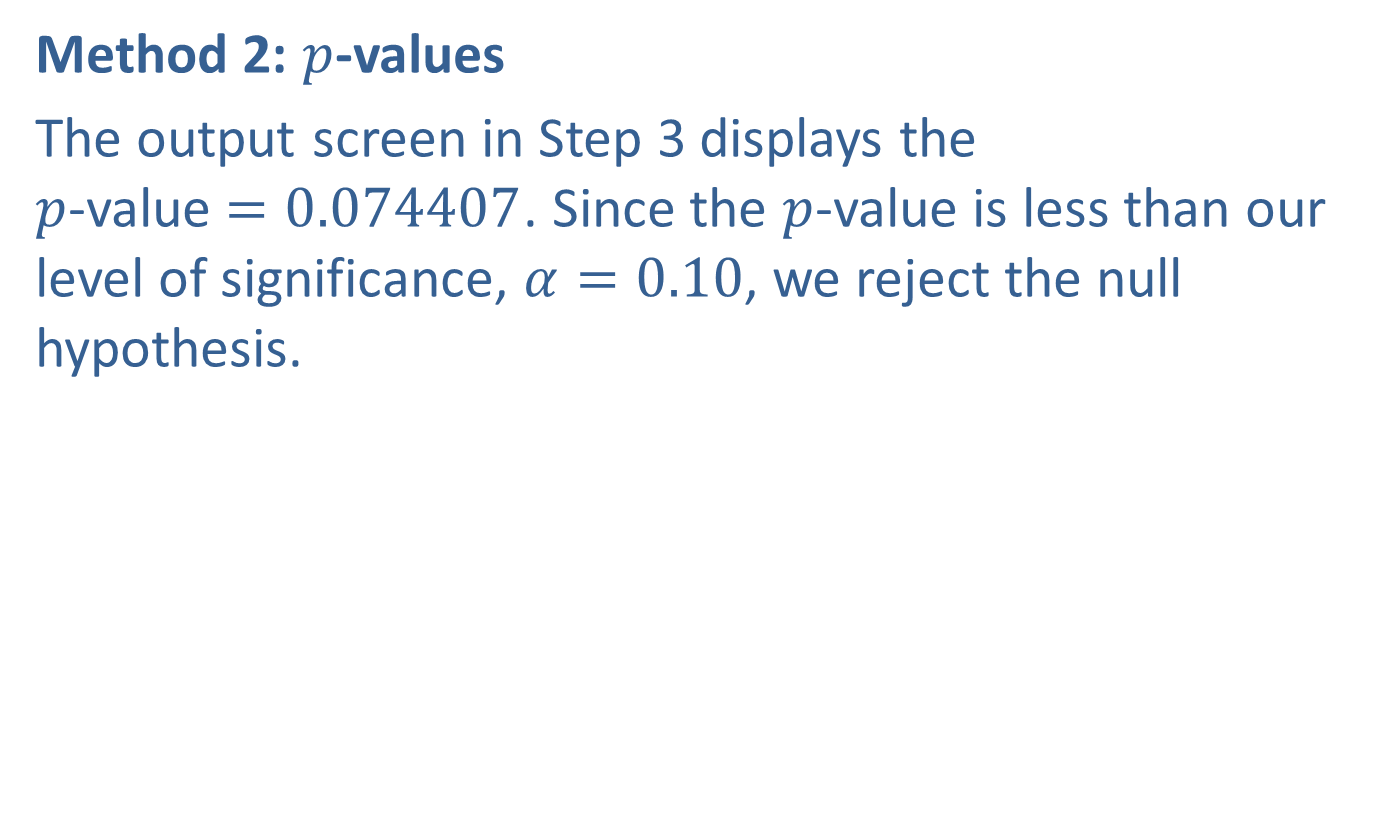 Method 2: p-values
The output screen in Step 3 displays the
p-value = 0.074407. Since the p-value is less than our
level of significance, α = 0.10, we reject the null
hypothesis.